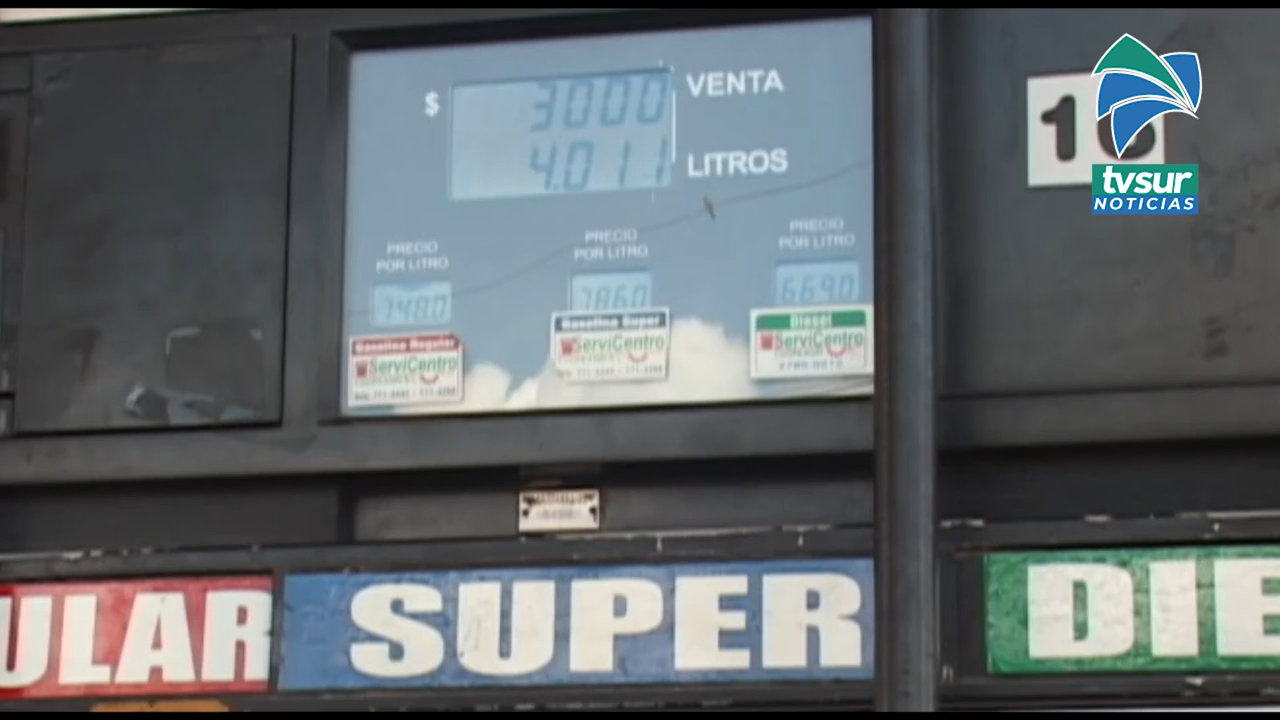 $ 3000 VENTA
4.011 LITROS
16
tvsur
NOTICIAS
PRECIO
POR LITRO
748.0
PRECIO
POR LITRO
786.0
PRECIO
POR LITRO
669.0
Gasolina Regular
ServiCentro
Gasolina Super
ServiCentro
Diesel
ServiCentro
ULAR
SUPER
DIE